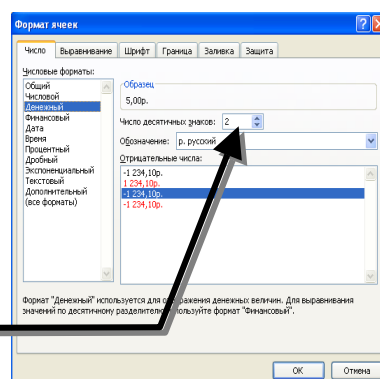 Формат ячеек
Число Выравнивание Шрифт Граница Заливка Защита
Числовые форматы:
Общий
Числовой
Денежный
Финансовый
Дата
Время
Процентный
Дробный
Экспоненциальный
Текстовый
Дополнительный
(все форматы)
Образец
5,00р.
Число десятичных знаков: 2
Обозначение: р. русский
Отрицательные числа:
-1 234,10р.
1 234,10р.
-1 234,10р.
-1 234,10р.
Формат "Денежный" используется для отображения денежных величин. Для выравнивания
значений по десятичному разделителю используйте формат "Финансовый".
ОК Отмена